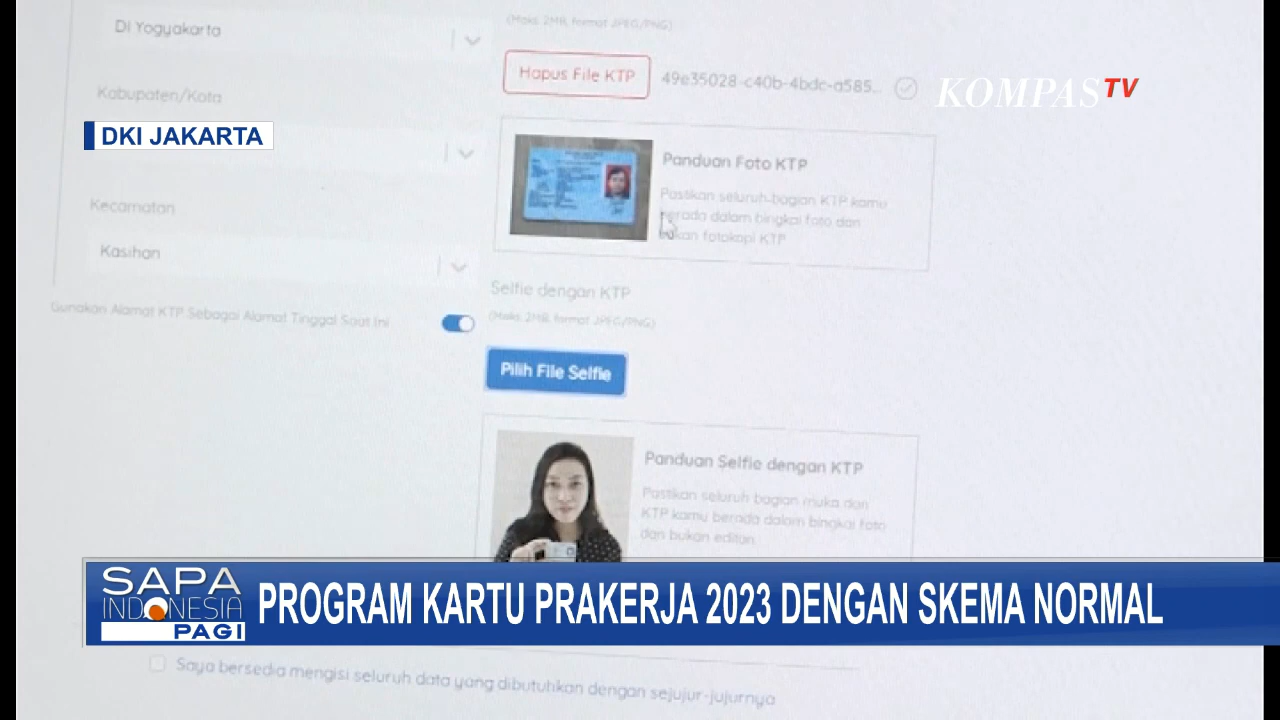 DI Yogyakarta
Kabupaten/Kota
DKI JAKARTA
Kecamatan
Kasihan
Gunakan Alamat KTP Sebagai Alamat Tinggal Saat Ini
(Maks. 2MB, format JPEG/PNG)
Hapus File KTP
49e35028-c40b-4bdc-a585...
KOMPASTV
Panduan Foto KTP
Pastikan seluruh bagian KTP kamu
berada dalam bingkai foto dan
bukan fotokopi KTP
Selfie dengan KTP
(Maks. 2MB, format JPEG/PNG)
Pilih File Selfie
Panduan Selfie dengan KTP
Pastikan seluruh bagian muka dan
KTP kamu berada dalam bingkai foto
dan bukan editan.
SAPA
INDONESIA
PAGI
PROGRAM KARTU PRAKERJA 2023 DENGAN SKEMA NORMAL
Saya bersedia mengisi seluruh data yang dibutuhkan dengan sejujur-jujurnya